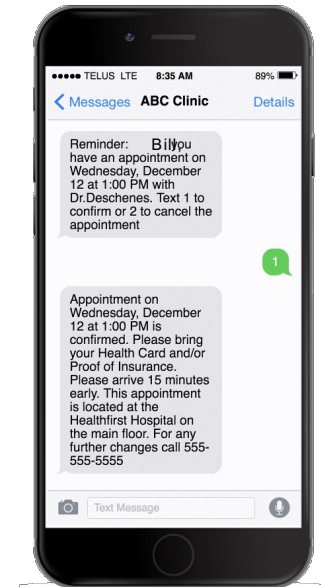 TELUS LTE 8:35 AM 89%
Messages ABC Clinic Details
Reminder: Billy, you
have an appointment on
Wednesday, December
12 at 1:00 PM with
Dr.Deschenes. Text 1 to
confirm or 2 to cancel the
appointment
1
Appointment on
Wednesday, December
12 at 1:00 PM is
confirmed. Please bring
your Health Card and/or
Proof of Insurance.
Please arrive 15 minutes
early. This appointment
is located at the
Healthfirst Hospital on
the main floor. For any
further changes call 555-
555-5555
Text Message